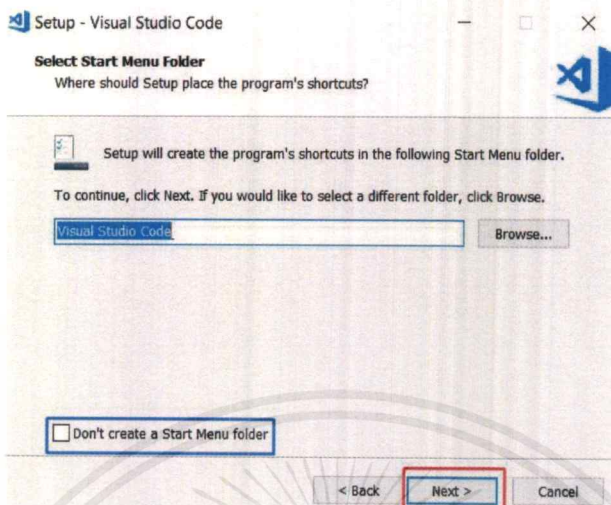 Setup - Visual Studio Code
Select Start Menu Folder
Where should Setup place the program's shortcuts?
Setup will create the program's shortcuts in the following Start Menu folder.
To continue, click Next. If you would like to select a different folder, click Browse.
Visual Studio Code
Browse...
Don't create a Start Menu folder
< Back
Next >
Cancel